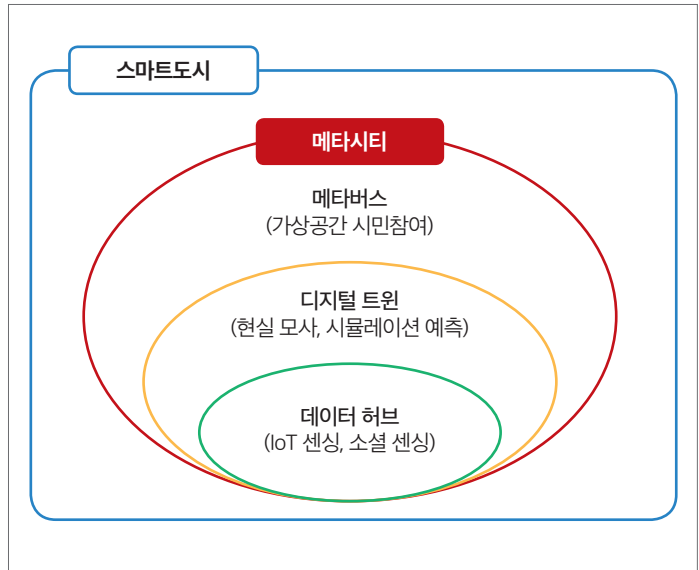 스마트도시
메타시티
메타버스
(가상공간 시민참여)
디지털 트윈
(현실 모사, 시뮬레이션 예측)
데이터 허브
(IoT 센싱, 소셜 센싱)